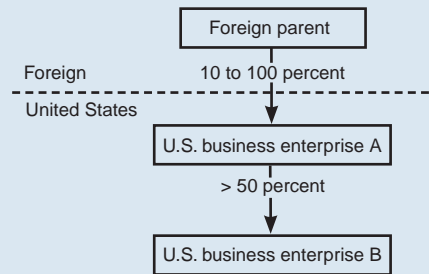 Foreign parent
Foreign
10 to 100 percent
United States
U.S. business enterprise A
> 50 percent
U.S. business enterprise B